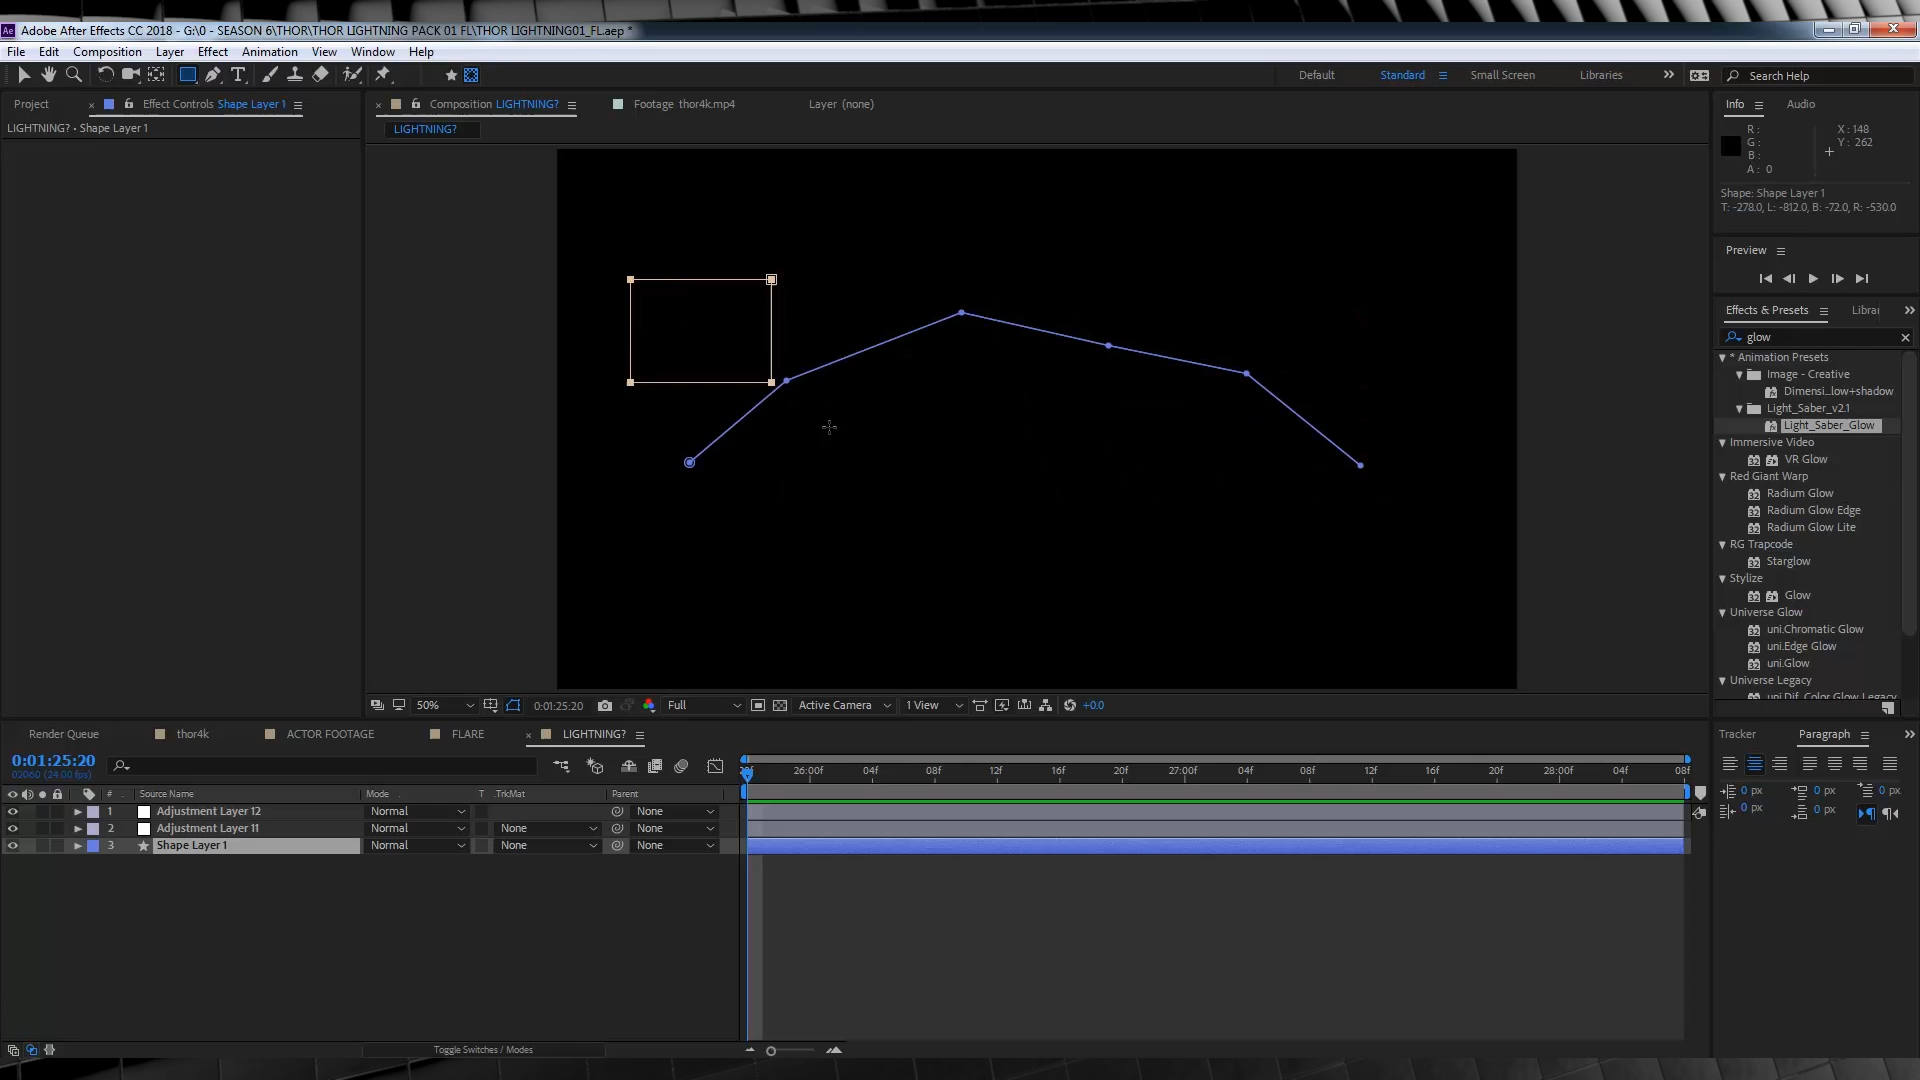 Adobe After Effects CC 2018 - G:\0 - SEASON 6\THOR\THOR LIGHTNING PACK 01 FL\THOR LIGHTNING01_FL.aep *
File Edit Composition Layer Effect Animation View Window Help
Default Standard Small Screen Libraries Search Help
Project Effect Controls Shape Layer 1
LIGHTNING? • Shape Layer 1
Composition LIGHTNING? Footage thor4k.mp4 Layer (none)
LIGHTNING?
Info Audio
R :
G :
B :
A : 0
X : 148
Y : 262
Shape: Shape Layer 1
T: -278.0, L: -812.0, B: -72.0, R: -530.0
Preview
Effects & Presets Librar
glow
* Animation Presets
Image - Creative
Dimensi...low+shadow
Light_Saber_v2.1
Light_Saber_Glow
Immersive Video
VR Glow
Red Giant Warp
Radium Glow
Radium Glow Edge
Radium Glow Lite
RG Trapcode
Starglow
Stylize
Glow
Universe Glow
uni.Chromatic Glow
uni.Edge Glow
uni.Glow
Universe Legacy
uni.Dif. Color Glow Legacy
50% 0:01:25:20 Full Active Camera 1 View +0.0
Render Queue thor4k ACTOR FOOTAGE FLARE LIGHTNING?
0:01:25:20
02060 (24.00 fps)
26:00f 04f 08f 12f 16f 20f 27:00f 04f 08f 12f 16f 20f 28:00f 04f 08f
# Source Name Mode T .TrkMat Parent
1 Adjustment Layer 12 Normal None
2 Adjustment Layer 11 Normal None None
3 Shape Layer 1 Normal None None
Toggle Switches / Modes
Tracker Paragraph
0 px 0 px 0 px
0 px 0 px